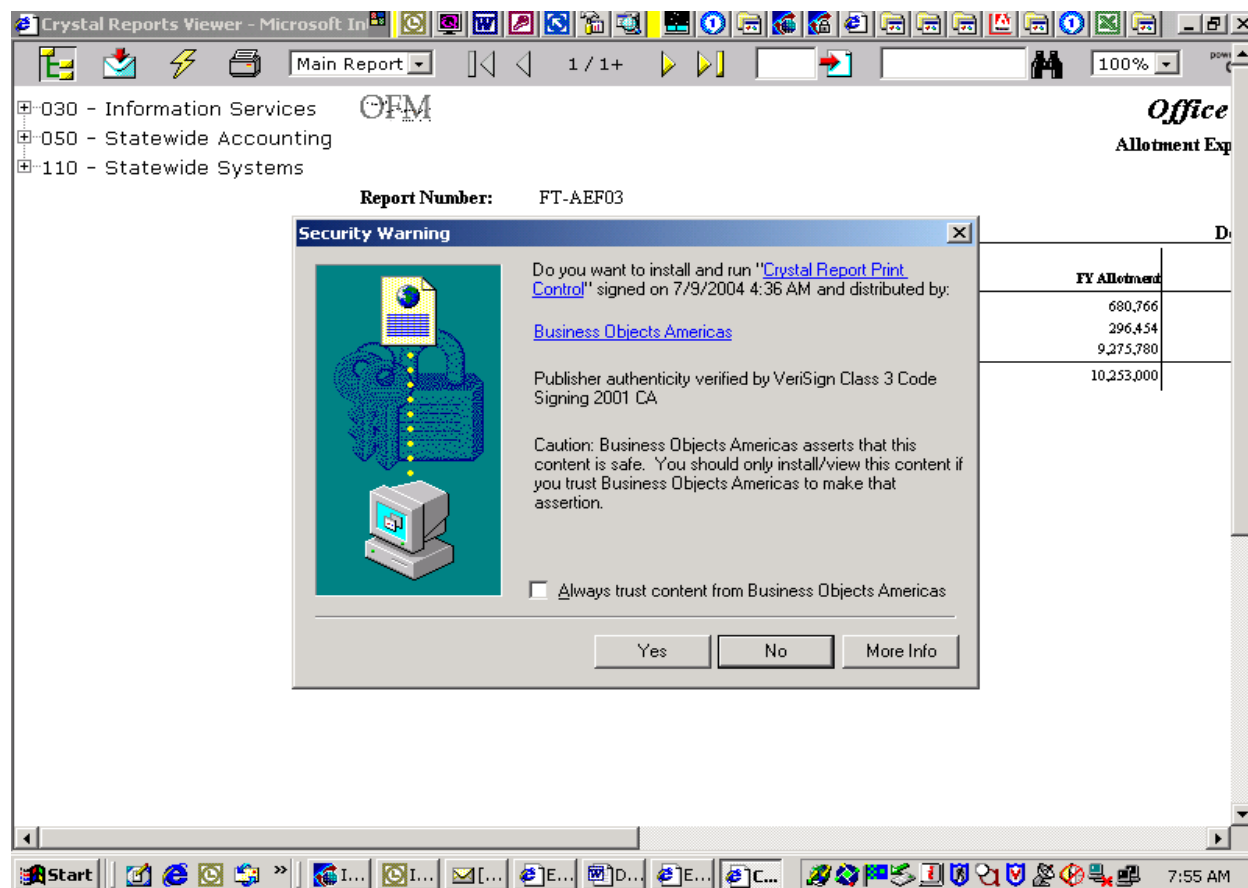 Crystal Reports Viewer - Microsoft In
Main Report
1 / 1+
100%
030 - Information Services
050 - Statewide Accounting
110 - Statewide Systems
OFM
Office
Allotment Exp
Report Number: FT-AEF03
FY Allotment
680,766
296,454
9,275,780
10,253,000
Security Warning
Do you want to install and run "Crystal Report Print
Control" signed on 7/9/2004 4:36 AM and distributed by:
Business Objects Americas
Publisher authenticity verified by VeriSign Class 3 Code
Signing 2001 CA
Caution: Business Objects Americas asserts that this
content is safe. You should only install/view this content if
you trust Business Objects Americas to make that
assertion.
Always trust content from Business Objects Americas
Yes No More Info
Start I... I... [... E... D... E... C... 7:55 AM